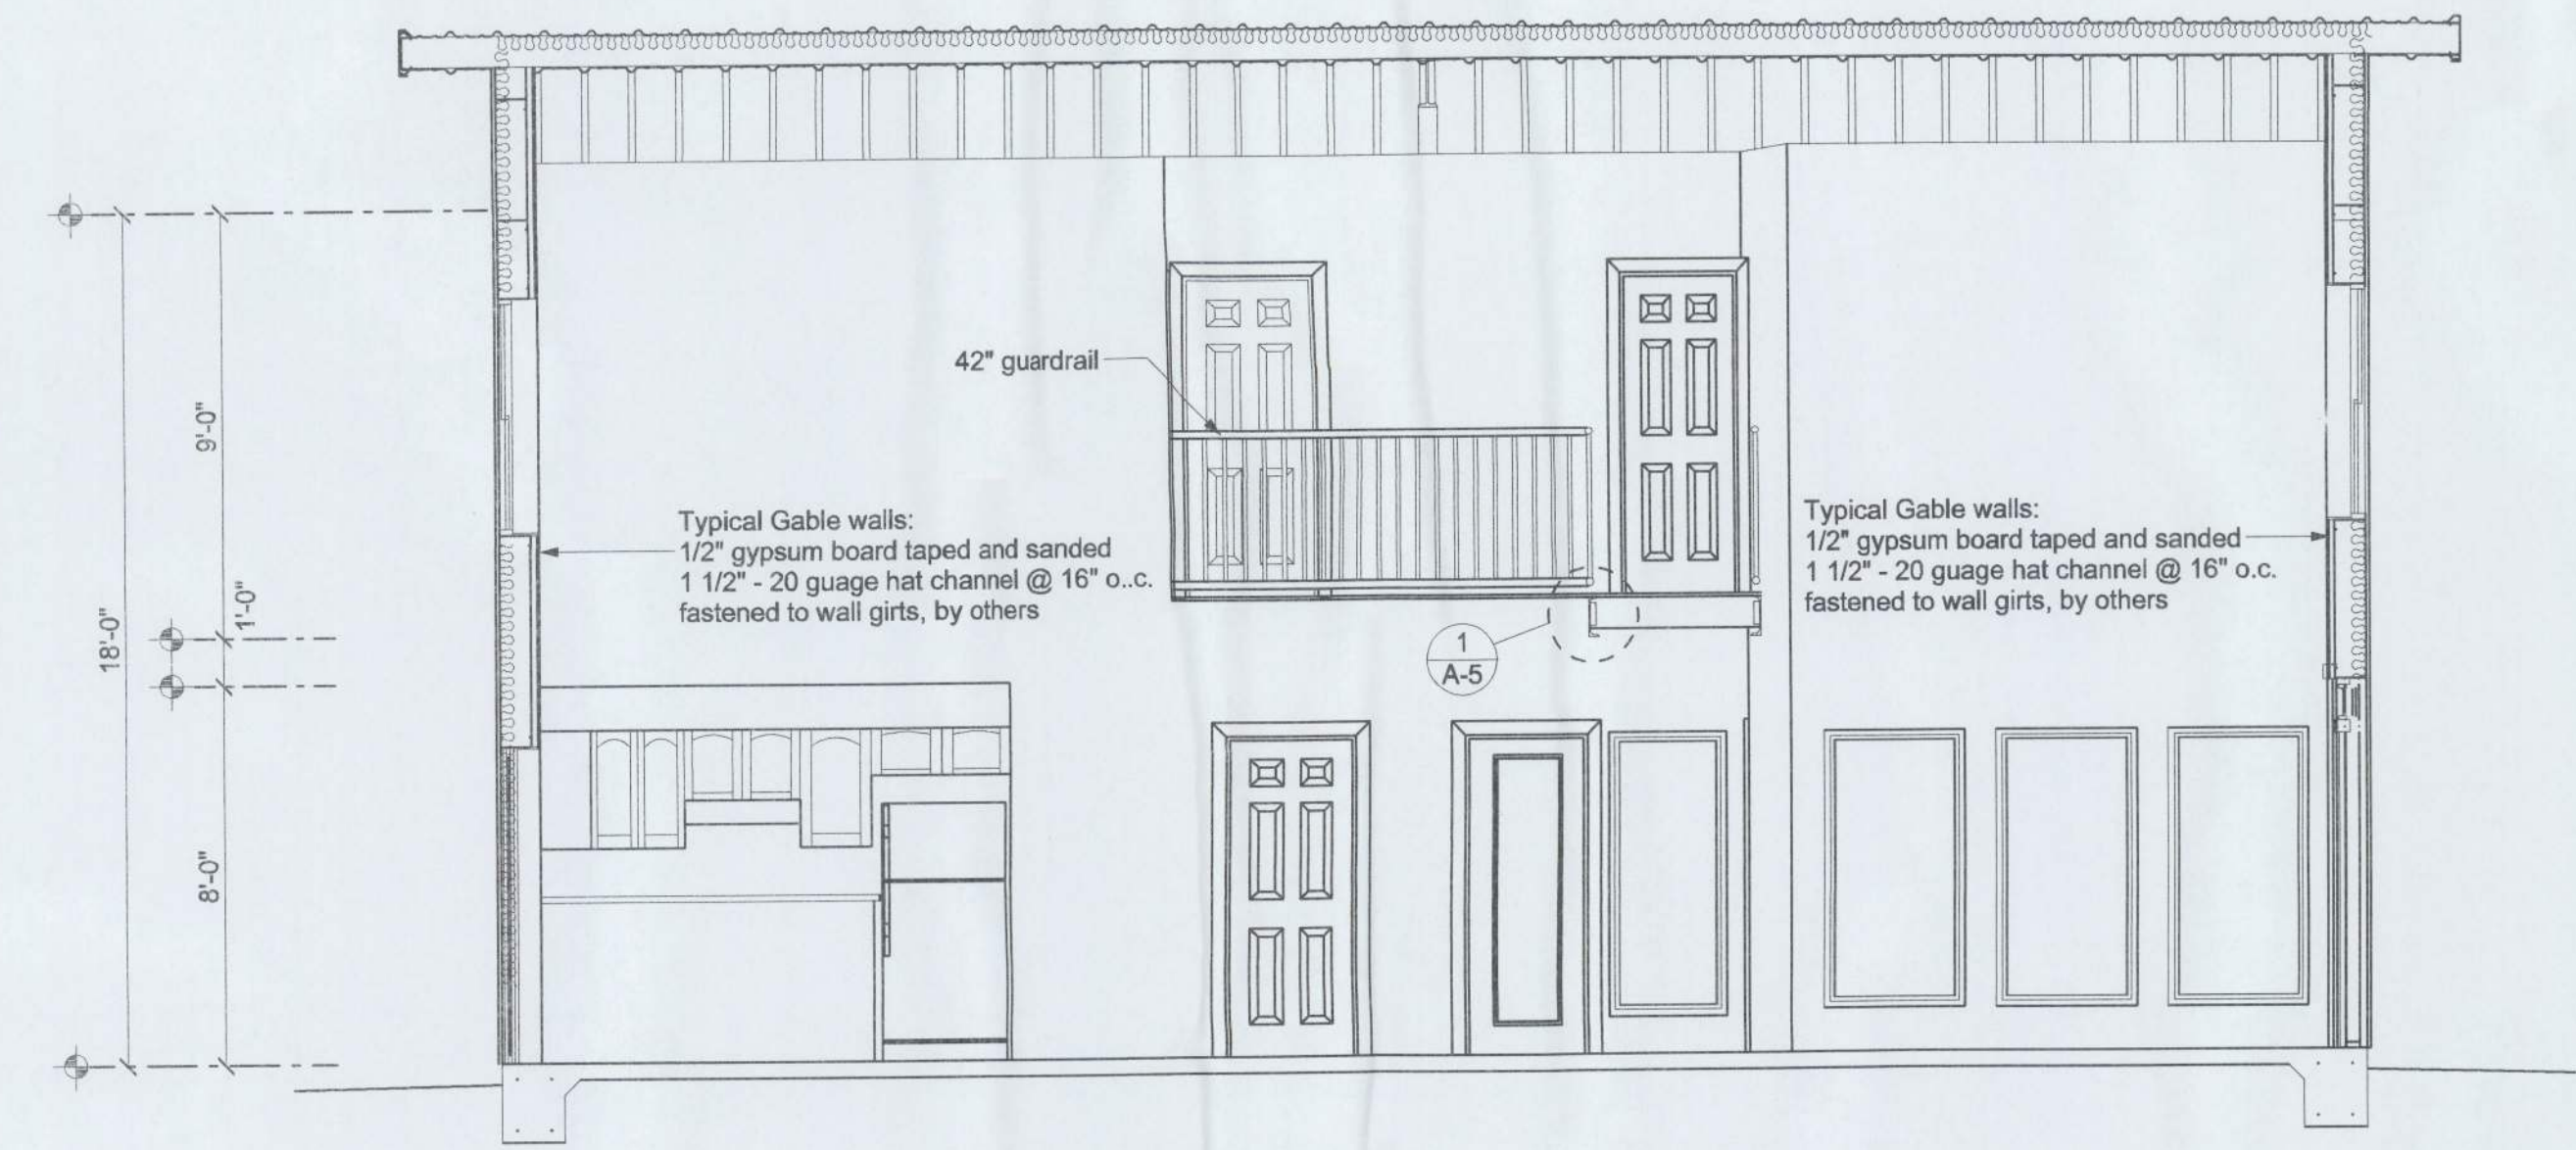 42" guardrail
9'-0"
Typical Gable walls:
1/2" gypsum board taped and sanded
1 1/2" - 20 guage hat channel @ 16" o..c.
fastened to wall girts, by others
Typical Gable walls:
1/2" gypsum board taped and sanded
1 1/2" - 20 guage hat channel @ 16" o.c.
fastened to wall girts, by others
1'-0"
18'-0"
1
A-5
8'-0"